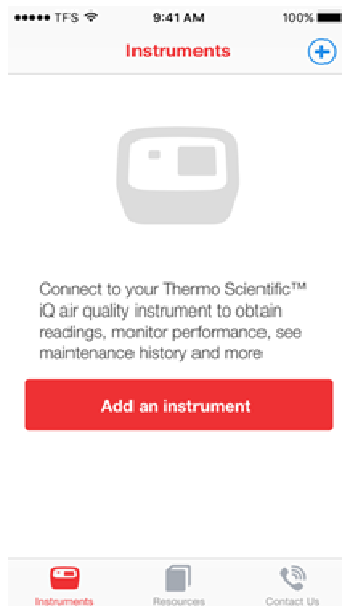 TFS 9:41 AM 100%
Instruments
Connect to your Thermo Scientific™
iQ air quality instrument to obtain
readings, monitor performance, see
maintenance history and more
Add an instrument
Instruments Resources Contact Us